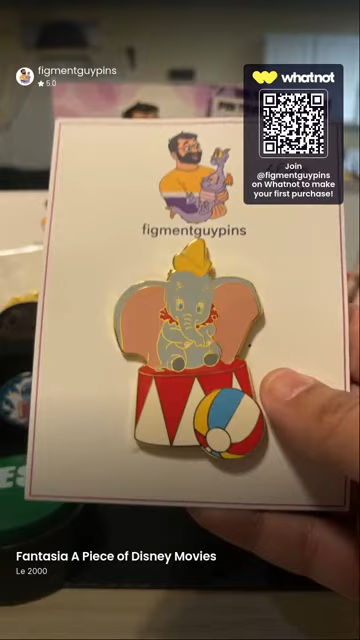 figmentguypins
★ 5.0
whatnot
Join
@figmentguypins
on Whatnot to make
your first purchase!
figmentguypins
Fantasia A Piece of Disney Movies
Le 2000